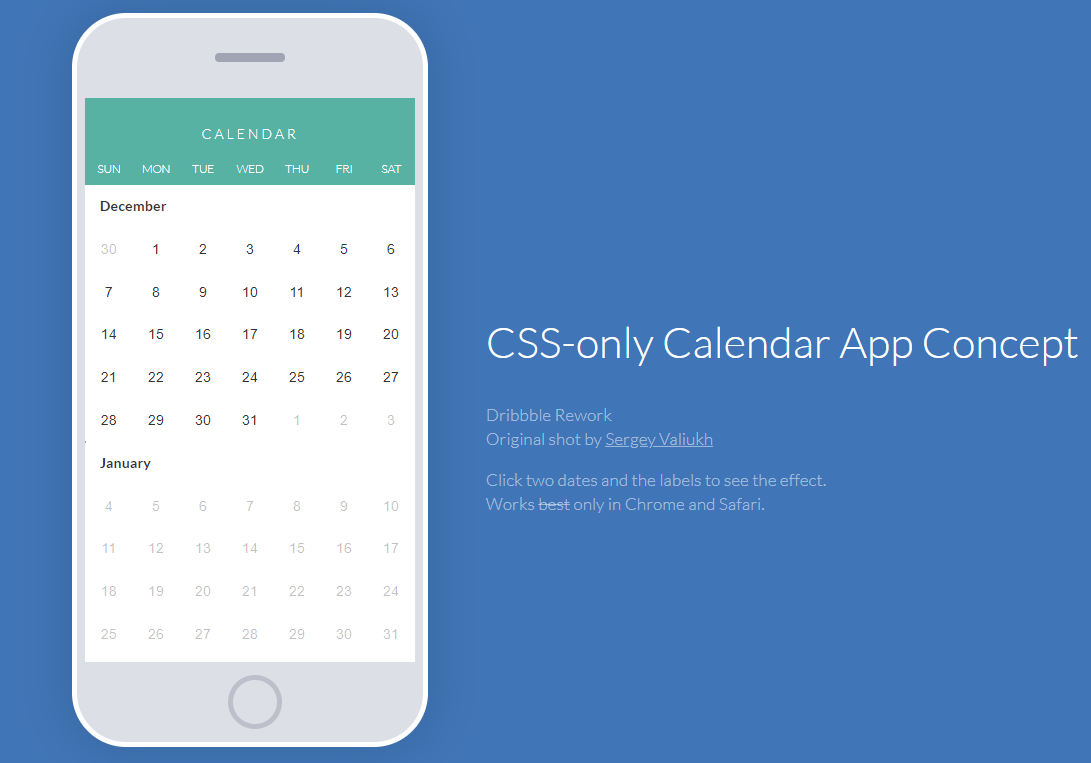 CALENDAR
SUN MON TUE WED THU FRI SAT
December
30 1 2 3 4 5 6
7 8 9 10 11 12 13
14 15 16 17 18 19 20
21 22 23 24 25 26 27
28 29 30 31 1 2 3
January
4 5 6 7 8 9 10
11 12 13 14 15 16 17
18 19 20 21 22 23 24
25 26 27 28 29 30 31
CSS-only Calendar App Concept
Dribbble Rework
Original shot by Sergey Valiukh
Click two dates and the labels to see the effect.
Works best only in Chrome and Safari.